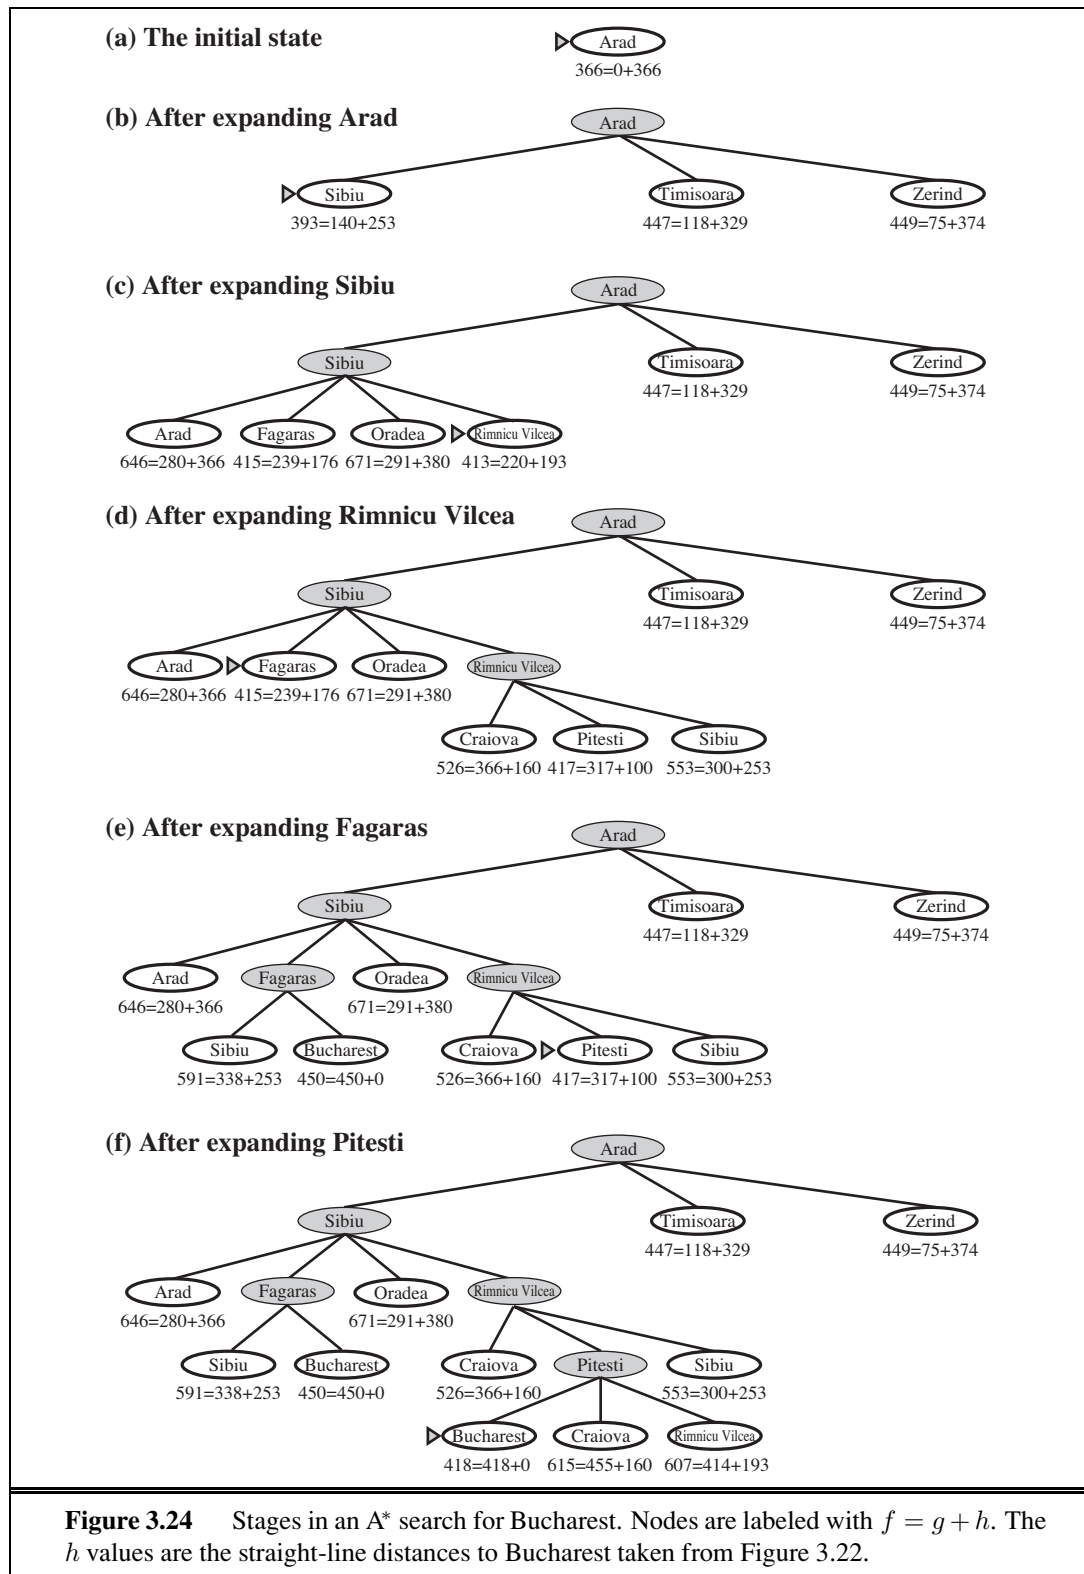 (a) The initial state
Arad
366=0+366
(b) After expanding Arad
Arad
Sibiu Timisoara Zerind
393=140+253 447=118+329 449=75+374
(c) After expanding Sibiu
Arad
Sibiu Timisoara Zerind
447=118+329 449=75+374
Arad Fagaras Oradea Rimnicu Vilcea
646=280+366 415=239+176 671=291+380 413=220+193
(d) After expanding Rimnicu Vilcea
Arad
Sibiu Timisoara Zerind
447=118+329 449=75+374
Arad Fagaras Oradea Rimnicu Vilcea
646=280+366 415=239+176 671=291+380
Craiova Pitesti Sibiu
526=366+160 417=317+100 553=300+253
(e) After expanding Fagaras
Arad
Sibiu Timisoara Zerind
447=118+329 449=75+374
Arad Fagaras Oradea Rimnicu Vilcea
646=280+366 671=291+380
Sibiu Bucharest Craiova Pitesti Sibiu
591=338+253 450=450+0 526=366+160 417=317+100 553=300+253
(f) After expanding Pitesti
Arad
Sibiu Timisoara Zerind
447=118+329 449=75+374
Arad Fagaras Oradea Rimnicu Vilcea
646=280+366 671=291+380
Sibiu Bucharest Craiova Pitesti Sibiu
591=338+253 450=450+0 526=366+160 553=300+253
Bucharest Craiova Rimnicu Vilcea
418=418+0 615=455+160 607=414+193
Figure 3.24 Stages in an A* search for Bucharest. Nodes are labeled with f = g + h. The
h values are the straight-line distances to Bucharest taken from Figure 3.22.